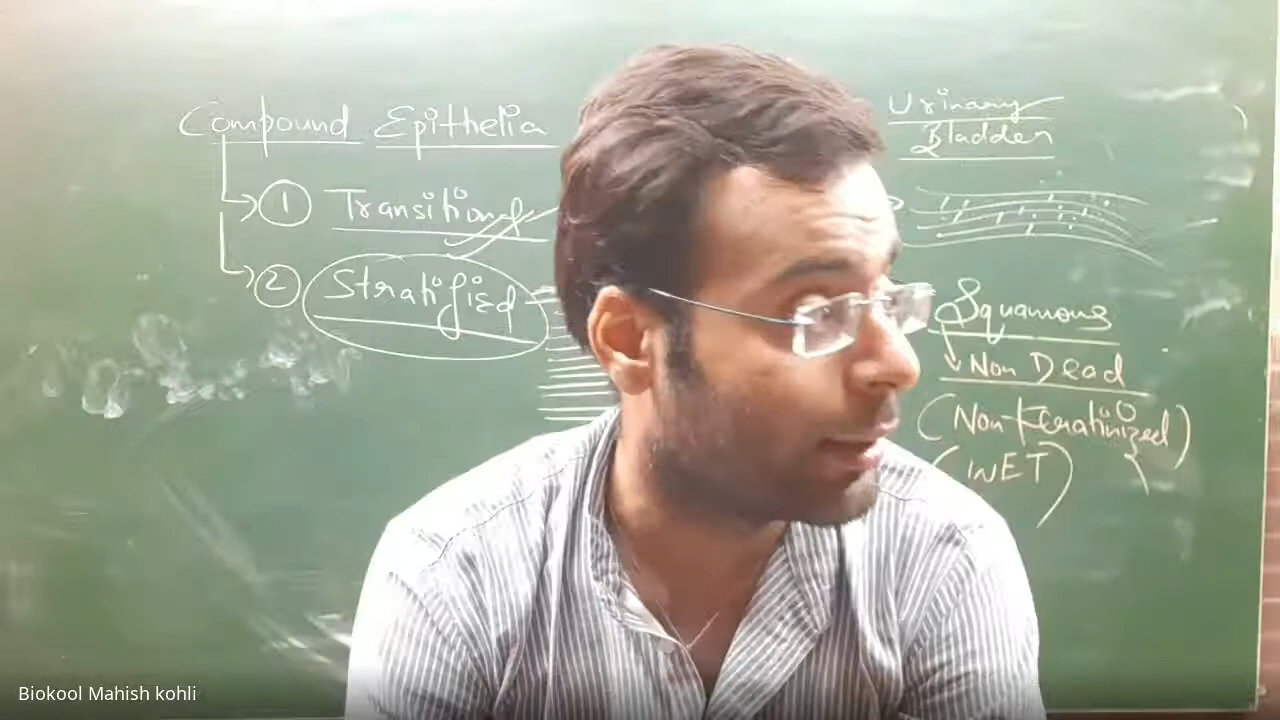 Compound Epithelia
Urinary
Bladder
① Transitional
② Stratified
Squamous
Non Dead
(Non-Keratinized)
(WET)
Biokool Mahish kohli